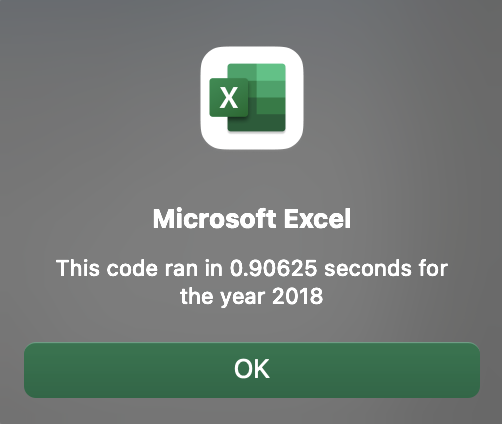 X
Microsoft Excel
This code ran in 0.90625 seconds for
the year 2018
OK